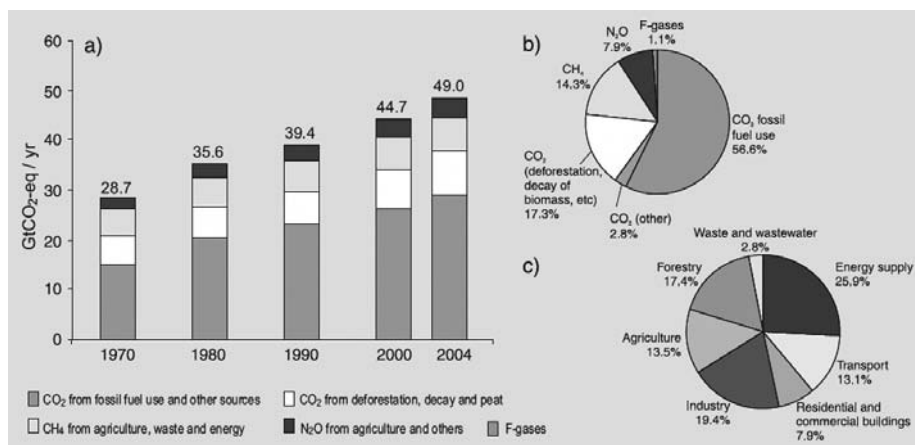 a)
GtCO₂-eq / yr
60
50
40
30
20
10
0
28.7
35.6
39.4
44.7
49.0
1970
1980
1990
2000
2004
CO₂ from fossil fuel use and other sources
CO₂ from deforestation, decay and peat
CH₄ from agriculture, waste and energy
N₂O from agriculture and others
F-gases
b)
F-gases
1.1%
N₂O
7.9%
CH₄
14.3%
CO₂ fossil
fuel use
56.6%
CO₂
(deforestation,
decay of
biomass, etc)
17.3%
CO₂ (other)
2.8%
c)
Waste and wastewater
2.8%
Forestry
17.4%
Energy supply
25.9%
Agriculture
13.5%
Transport
13.1%
Industry
19.4%
Residential and
commercial buildings
7.9%